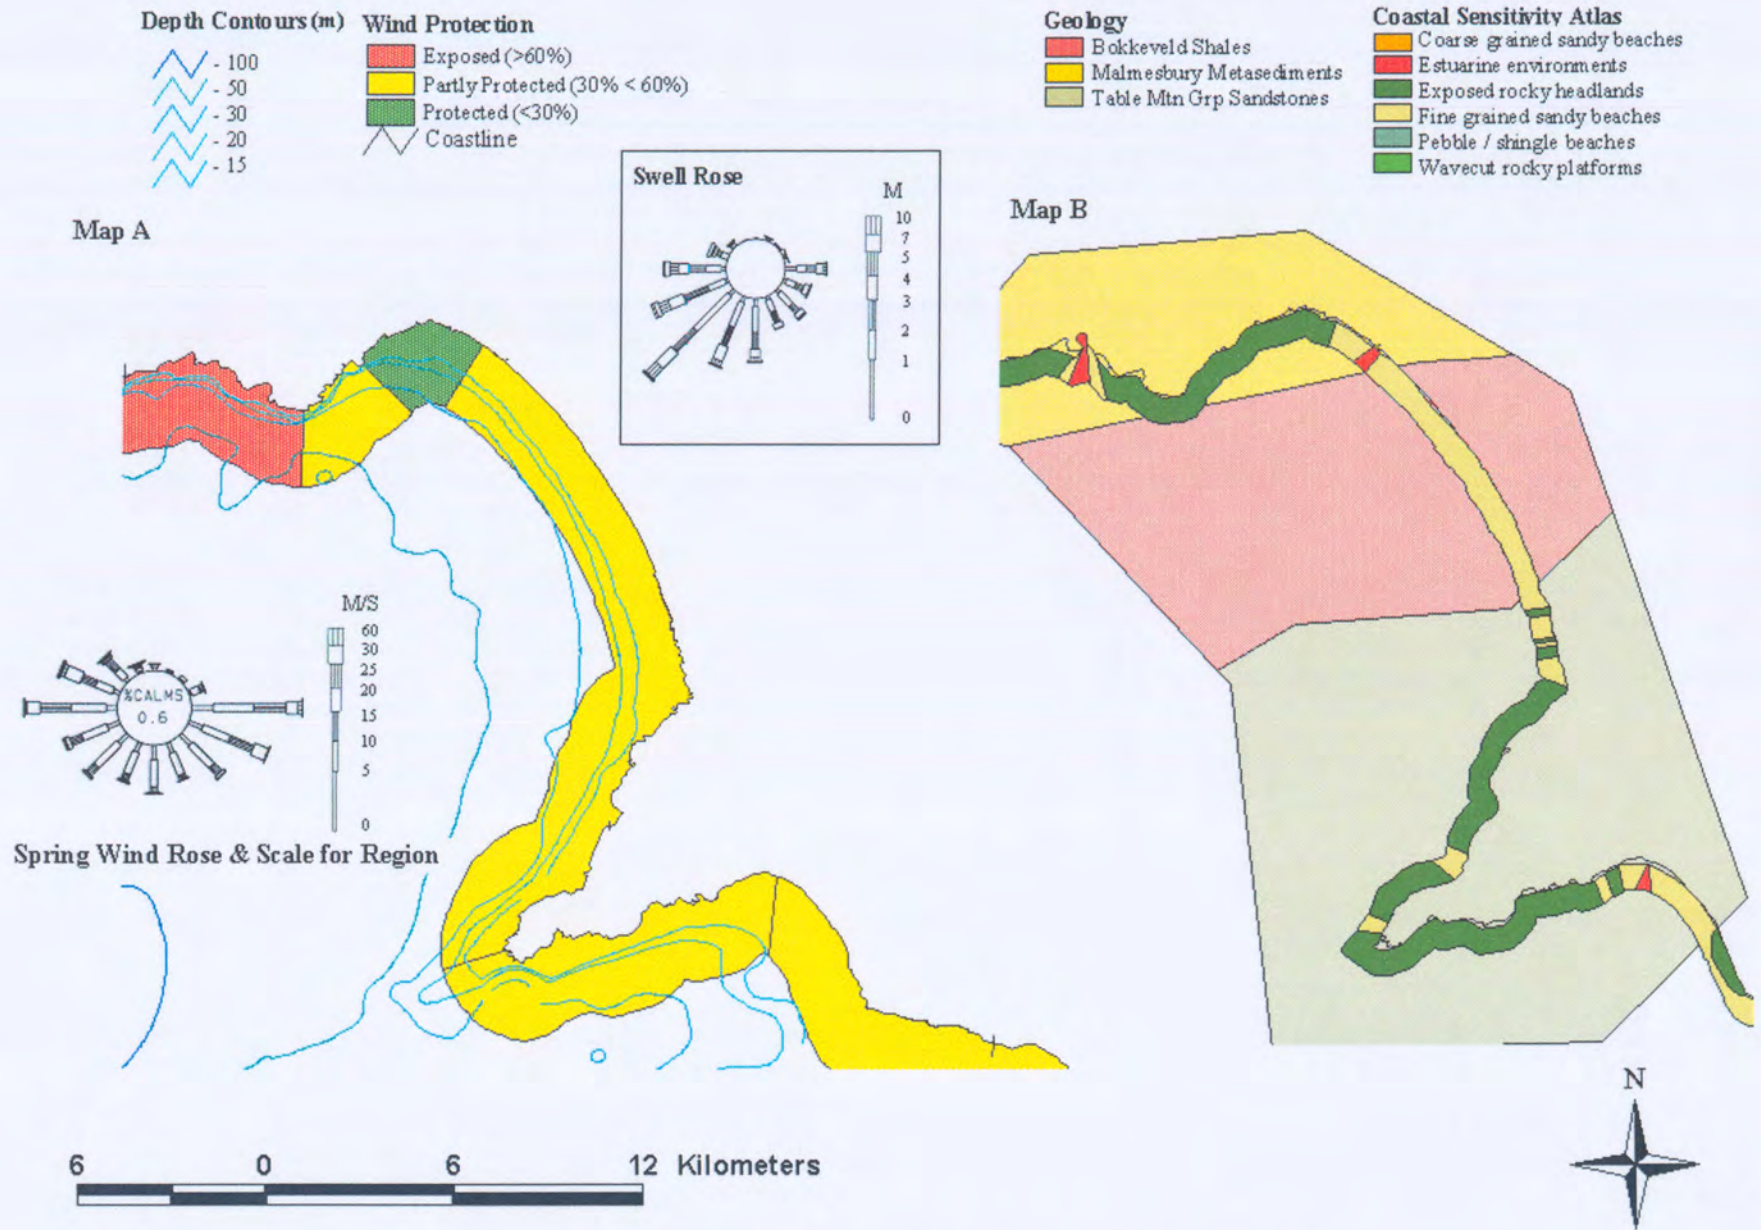 Depth Contours (m)
- 100
- 50
- 30
- 20
- 15
Wind Protection
Exposed (>60%)
Partly Protected (30% < 60%)
Protected (<30%)
Coastline
Geology
Bokkeveld Shales
Malmesbury Metasediments
Table Mtn Grp Sandstones
Coastal Sensitivity Atlas
Coarse grained sandy beaches
Estuarine environments
Exposed rocky headlands
Fine grained sandy beaches
Pebble / shingle beaches
Wavecut rocky platforms
Map A
Swell Rose
M
10
7
5
4
3
2
1
0
Map B
M/S
60
30
25
20
15
10
5
0
%CALMS
0.6
Spring Wind Rose & Scale for Region
N
6 0 6 12 Kilometers